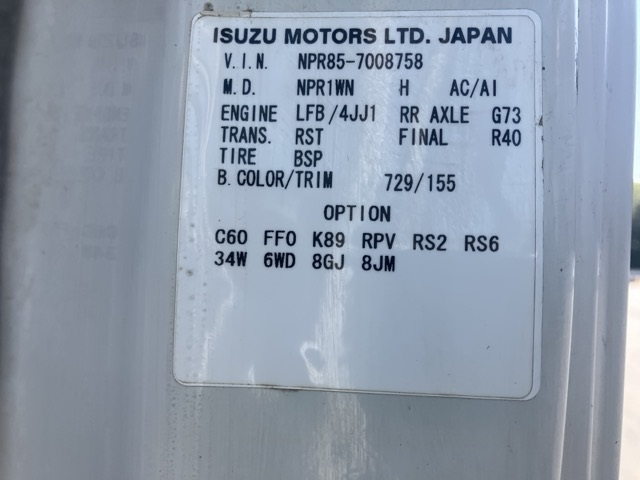 ISUZU MOTORS LTD. JAPAN
V.I.N. NPR85-7008758
M.D. NPR1WN H AC/AI
ENGINE LFB/4JJ1 RR AXLE G73
TRANS. RST FINAL R40
TIRE BSP
B.COLOR/TRIM 729/155
OPTION
C60 FF0 K89 RPV RS2 RS6
34W 6WD 8GJ 8JM